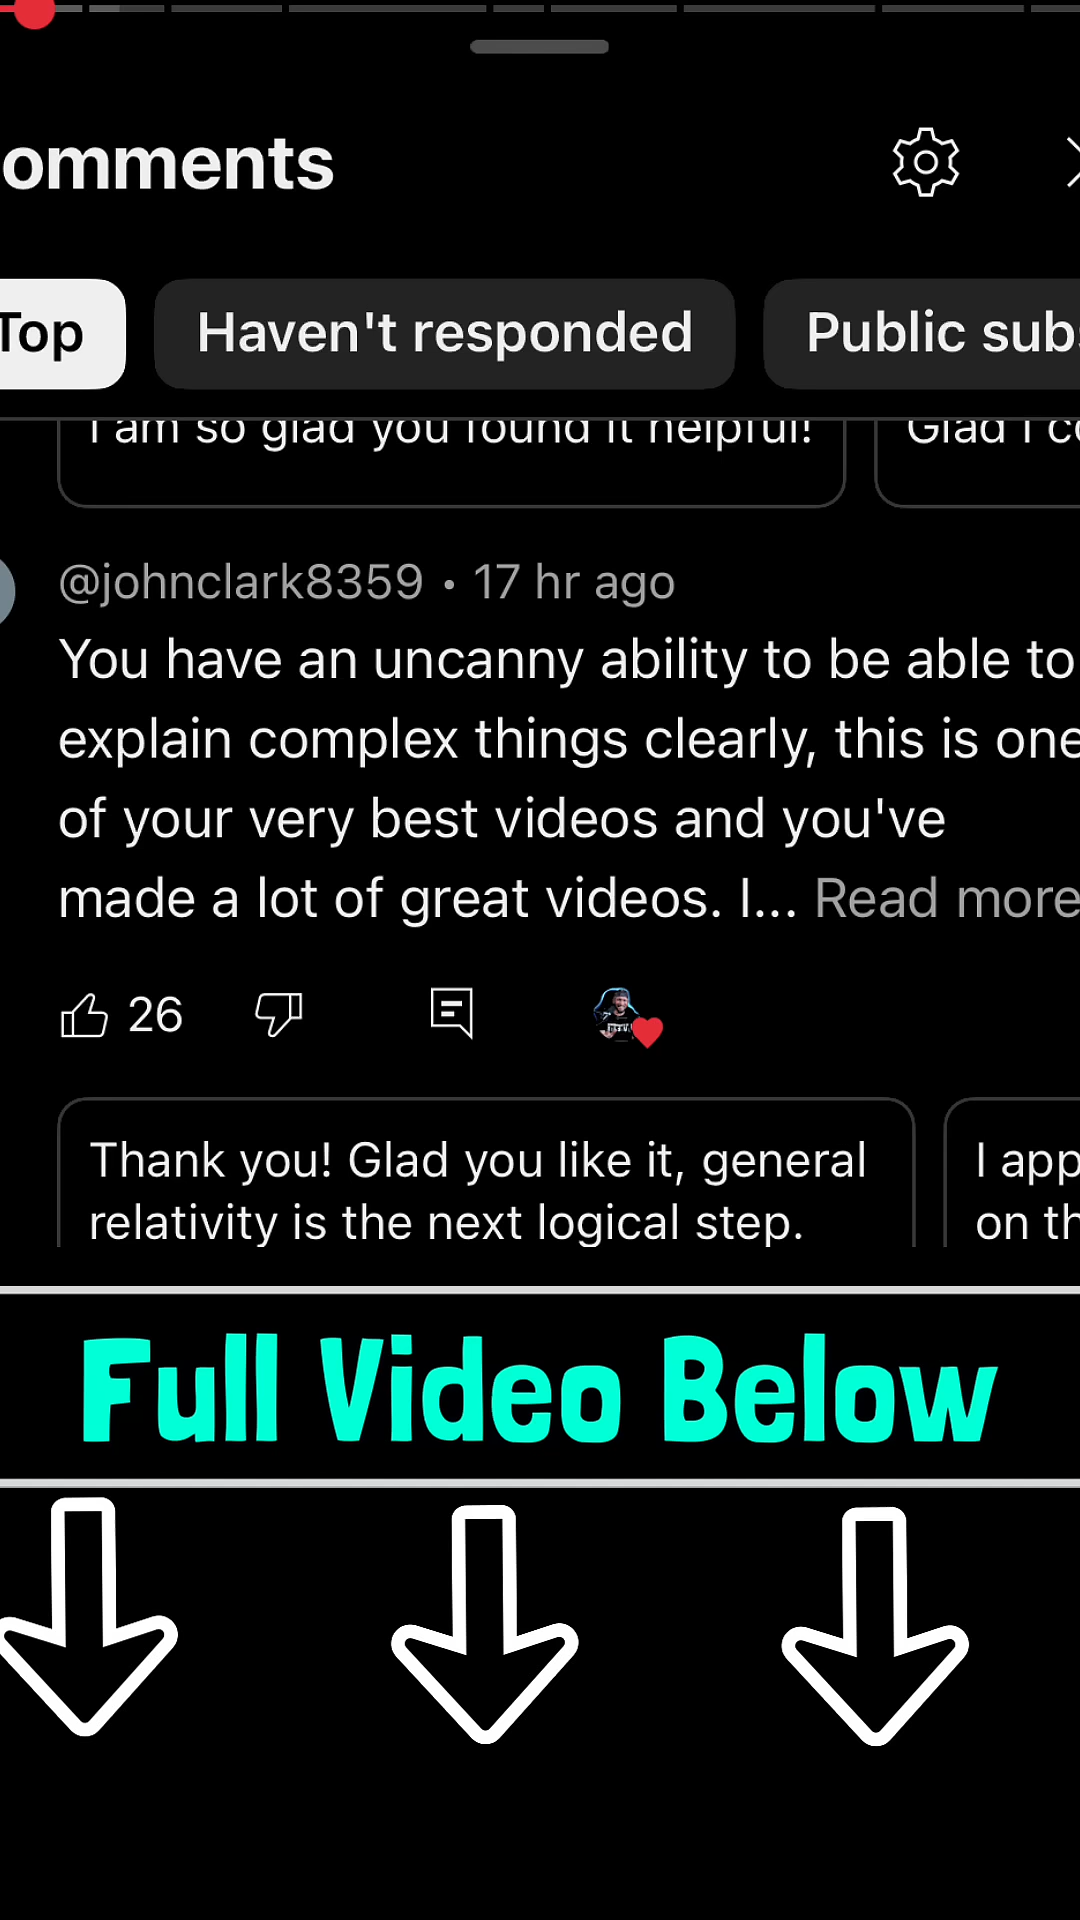 omments
Top
Haven't responded
Public subs
I am so glad you found it helpful!
Glad I co
@johnclark8359 • 17 hr ago
You have an uncanny ability to be able to
explain complex things clearly, this is one
of your very best videos and you've
made a lot of great videos. I... Read more
26
Thank you! Glad you like it, general
relativity is the next logical step.
I app
on th
Full Video Below